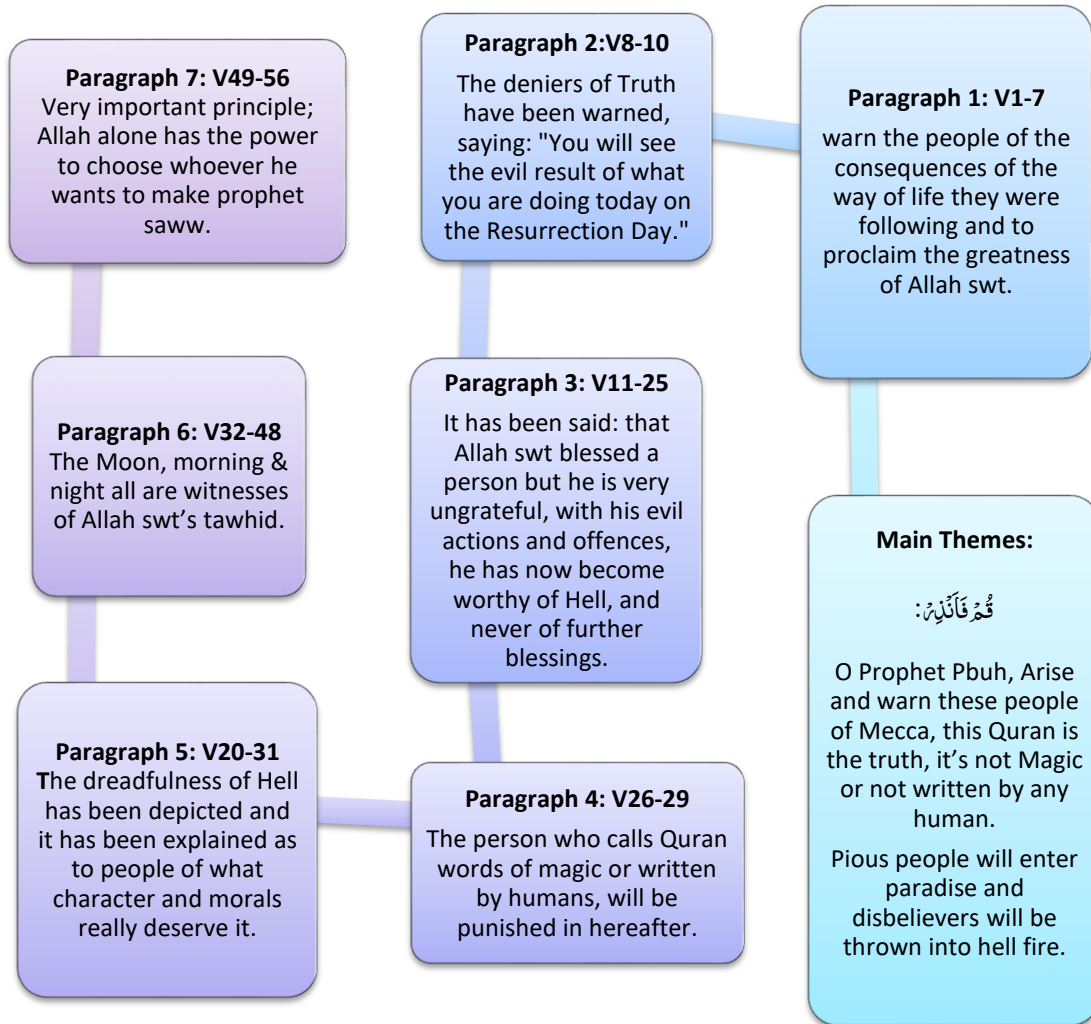 Main Themes:
قُمْ فَاَنْذِرْ:
O Prophet Pbuh, Arise
and warn these people
of Mecca, this Quran is
the truth, it’s not Magic
or not written by any
human.
Pious people will enter
paradise and
disbelievers will be
thrown into hell fire.
Paragraph 1: V1-7
warn the people of the
consequences of the
way of life they were
following and to
proclaim the greatness
of Allah swt.
Paragraph 2:V8-10
The deniers of Truth
have been warned,
saying: "You will see
the evil result of what
you are doing today on
the Resurrection Day."
Paragraph 3: V11-25
It has been said: that
Allah swt blessed a
person but he is very
ungrateful, with his evil
actions and offences,
he has now become
worthy of Hell, and
never of further
blessings.
Paragraph 4: V26-29
The person who calls Quran
words of magic or written
by humans, will be
punished in hereafter.
Paragraph 5: V20-31
The dreadfulness of Hell
has been depicted and
it has been explained as
to people of what
character and morals
really deserve it.
Paragraph 6: V32-48
The Moon, morning &
night all are witnesses
of Allah swt’s tawhid.
Paragraph 7: V49-56
Very important principle;
Allah alone has the power
to choose whoever he
wants to make prophet
saww.